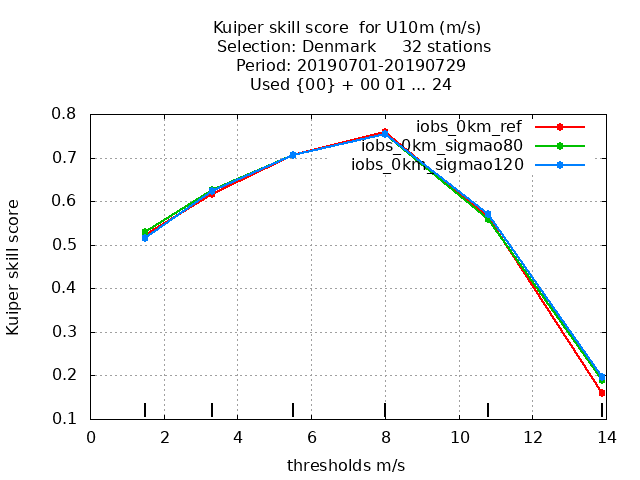 Kuiper skill score  for U10m (m/s)
Selection: Denmark     32 stations
Period: 20190701-20190729
Used {00} + 00 01 ... 24
iobs_0km_ref
iobs_0km_sigmao80
iobs_0km_sigmao120
Kuiper skill score
0.8
0.7
0.6
0.5
0.4
0.3
0.2
0.1
0 2 4 6 8 10 12 14
thresholds m/s